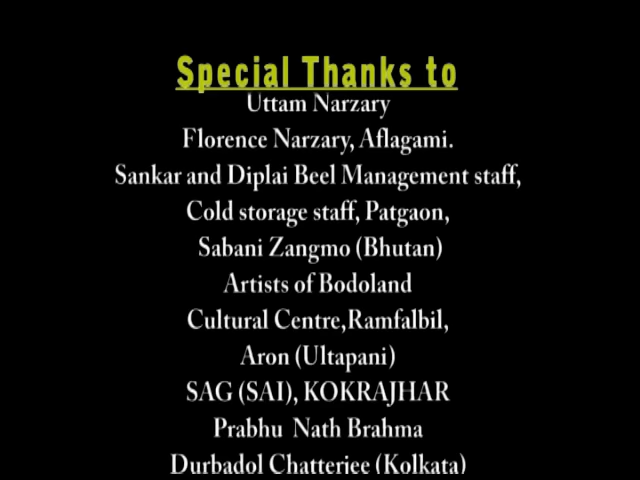 Special Thanks to
Uttam Narzary
Florence Narzary, Aflagami.
Sankar and Diplai Beel Management staff,
Cold storage staff, Patgaon,
Sabani Zangmo (Bhutan)
Artists of Bodoland
Cultural Centre,Ramfalbil,
Aron (Ultapani)
SAG (SAI), KOKRAJHAR
Prabhu Nath Brahma
Durbadol Chatterjee (Kolkata)